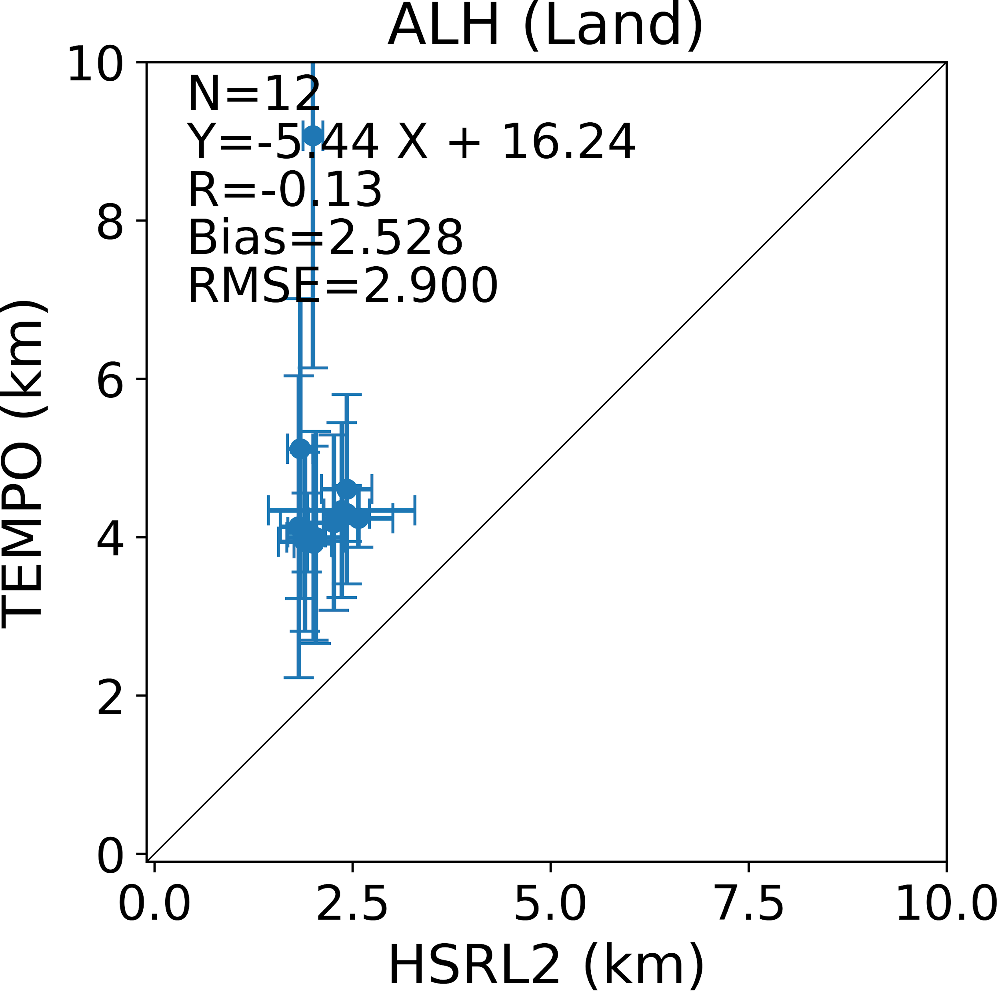 ALH (Land)
N=12
Y=-5.44 X + 16.24
R=-0.13
Bias=2.528
RMSE=2.900
10
8
6
4
2
0
TEMPO (km)
0.0 2.5 5.0 7.5 10.0
HSRL2 (km)